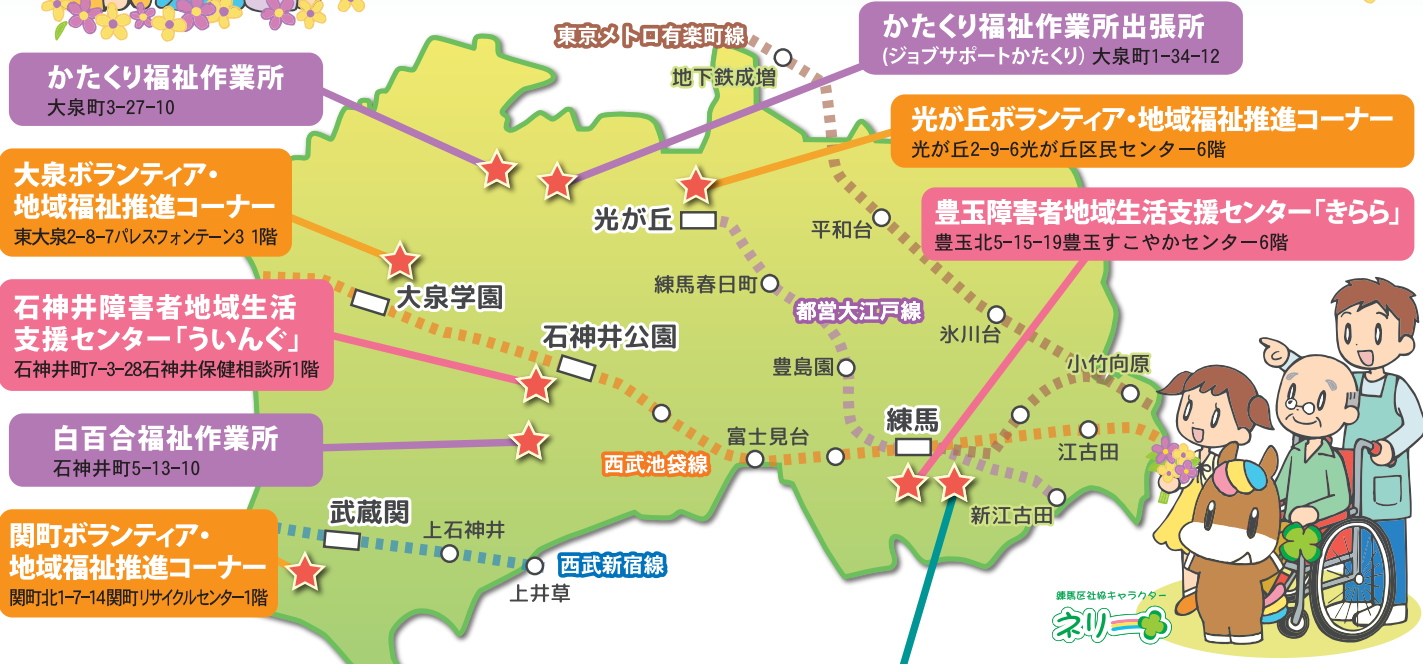 東京メトロ有楽町線
地下鉄成増
かたくり福祉作業所出張所
(ジョブサポートかたくり) 大泉町1-34-12
かたくり福祉作業所
大泉町3-27-10
光が丘ボランティア・地域福祉推進コーナー
光が丘2-9-6光が丘区民センター6階
大泉ボランティア・
地域福祉推進コーナー
東大泉2-8-7パレス・フォンテーン3 1階
豊玉障害者地域生活支援センター「きらら」
豊玉北5-15-19豊玉すこやかセンター6階
光が丘
平和台
練馬春日町
大泉学園
都営大江戸線
石神井障害者地域生活
支援センター「ういんぐ」
石神井町7-3-28石神井保健相談所1階
石神井公園
氷川台
豊島園
小竹向原
白百合福祉作業所
石神井町5-13-10
練馬
富士見台
江古田
西武池袋線
新江古田
武蔵関
上石神井
関町ボランティア・
地域福祉推進コーナー
関町北1-7-14関町リサイクルセンター1階
西武新宿線
上井草
練馬区社協キャラクター
ネリー